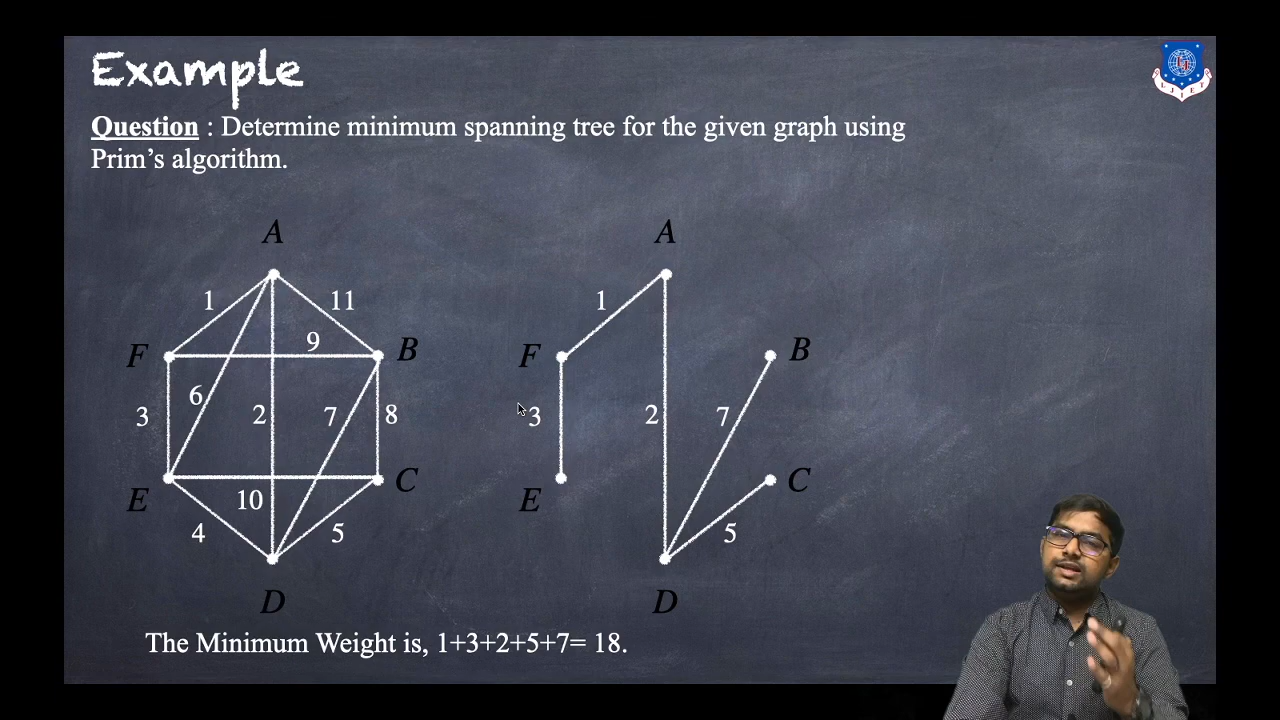 Example
Question : Determine minimum spanning tree for the given graph using
Prim's algorithm.
A A
1 11 1
9
F B F B
6
3 2 7 8 3 2 7
E C E C
10
4 5 5
D D
The Minimum Weight is, 1+3+2+5+7= 18.